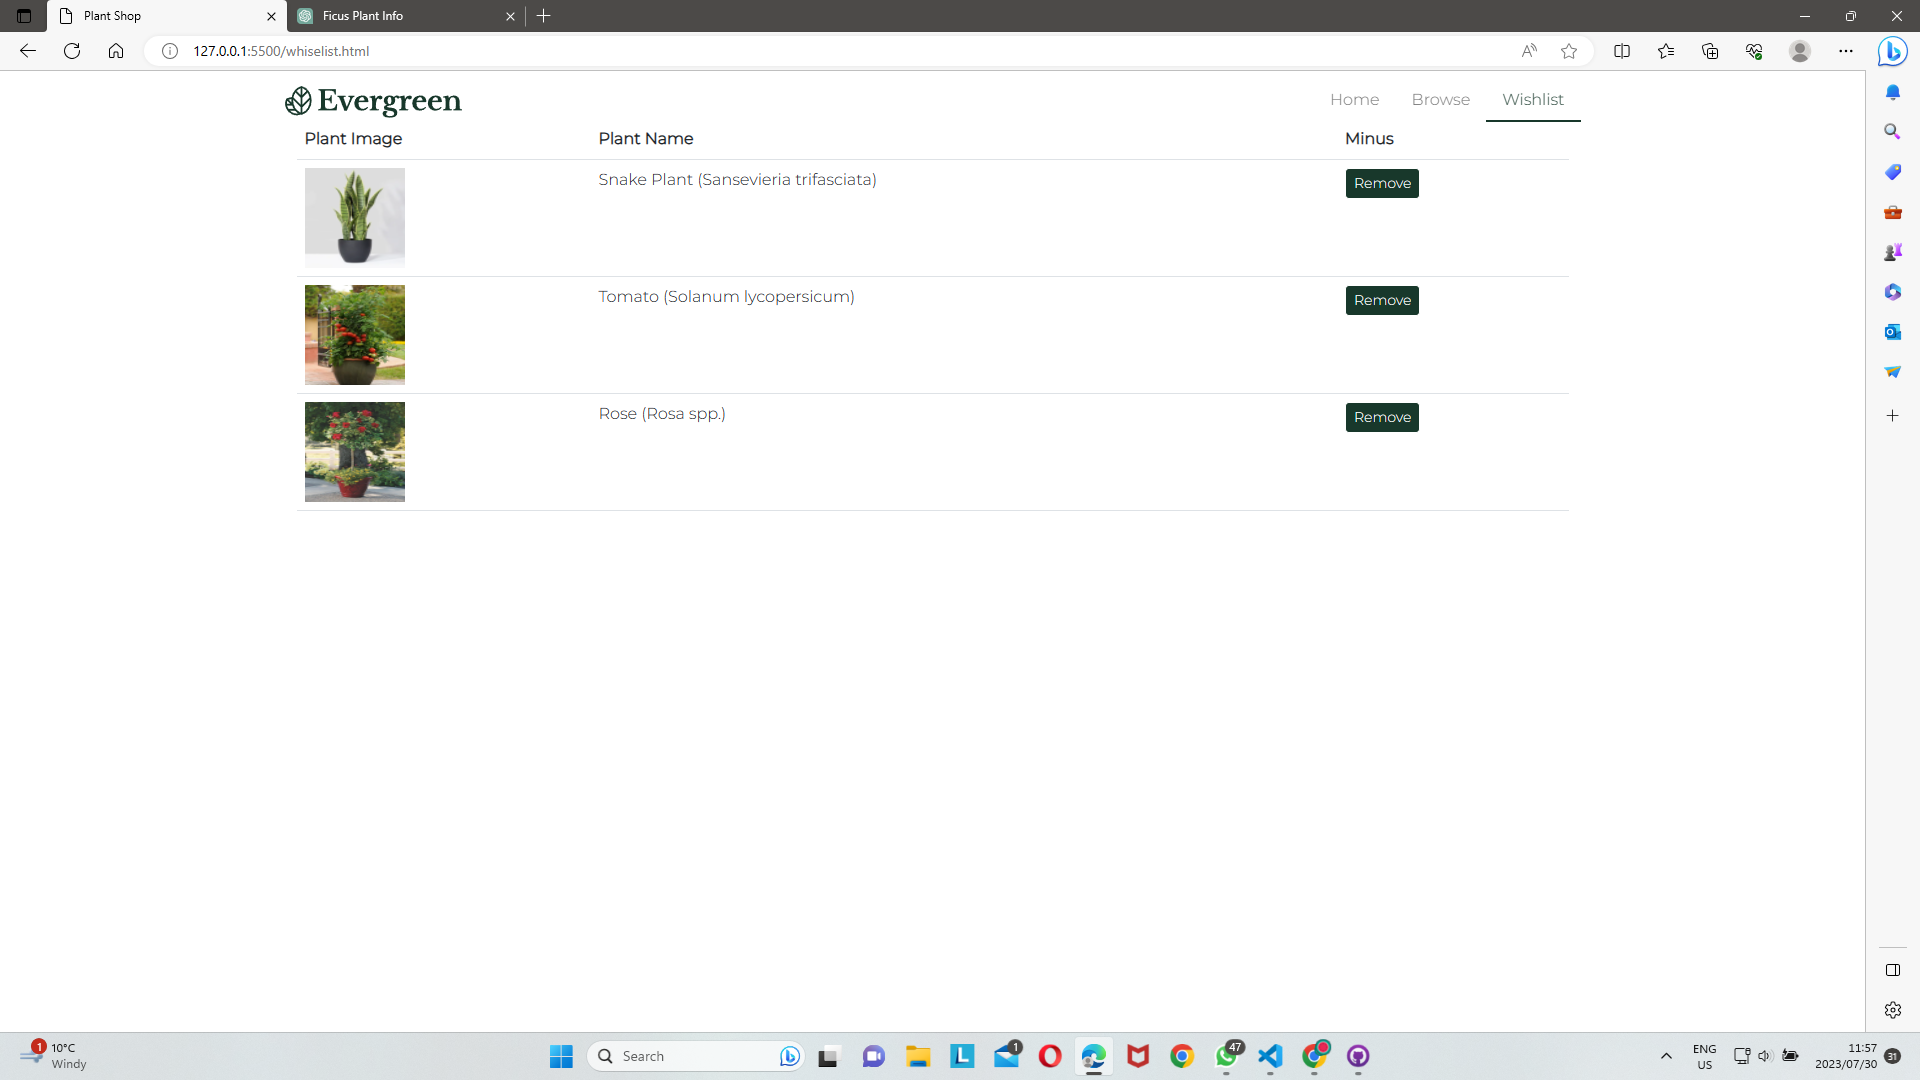 Plant Shop
Ficus Plant Info
127.0.0.1:5500/whiselist.html
Evergreen
Home Browse Wishlist
Plant Image Plant Name Minus
Snake Plant (Sansevieria trifasciata) Remove
Tomato (Solanum lycopersicum) Remove
Rose (Rosa spp.) Remove
1
10°C
Windy
Search
L
1
47
ENG
US
11:57
2023/07/30
31